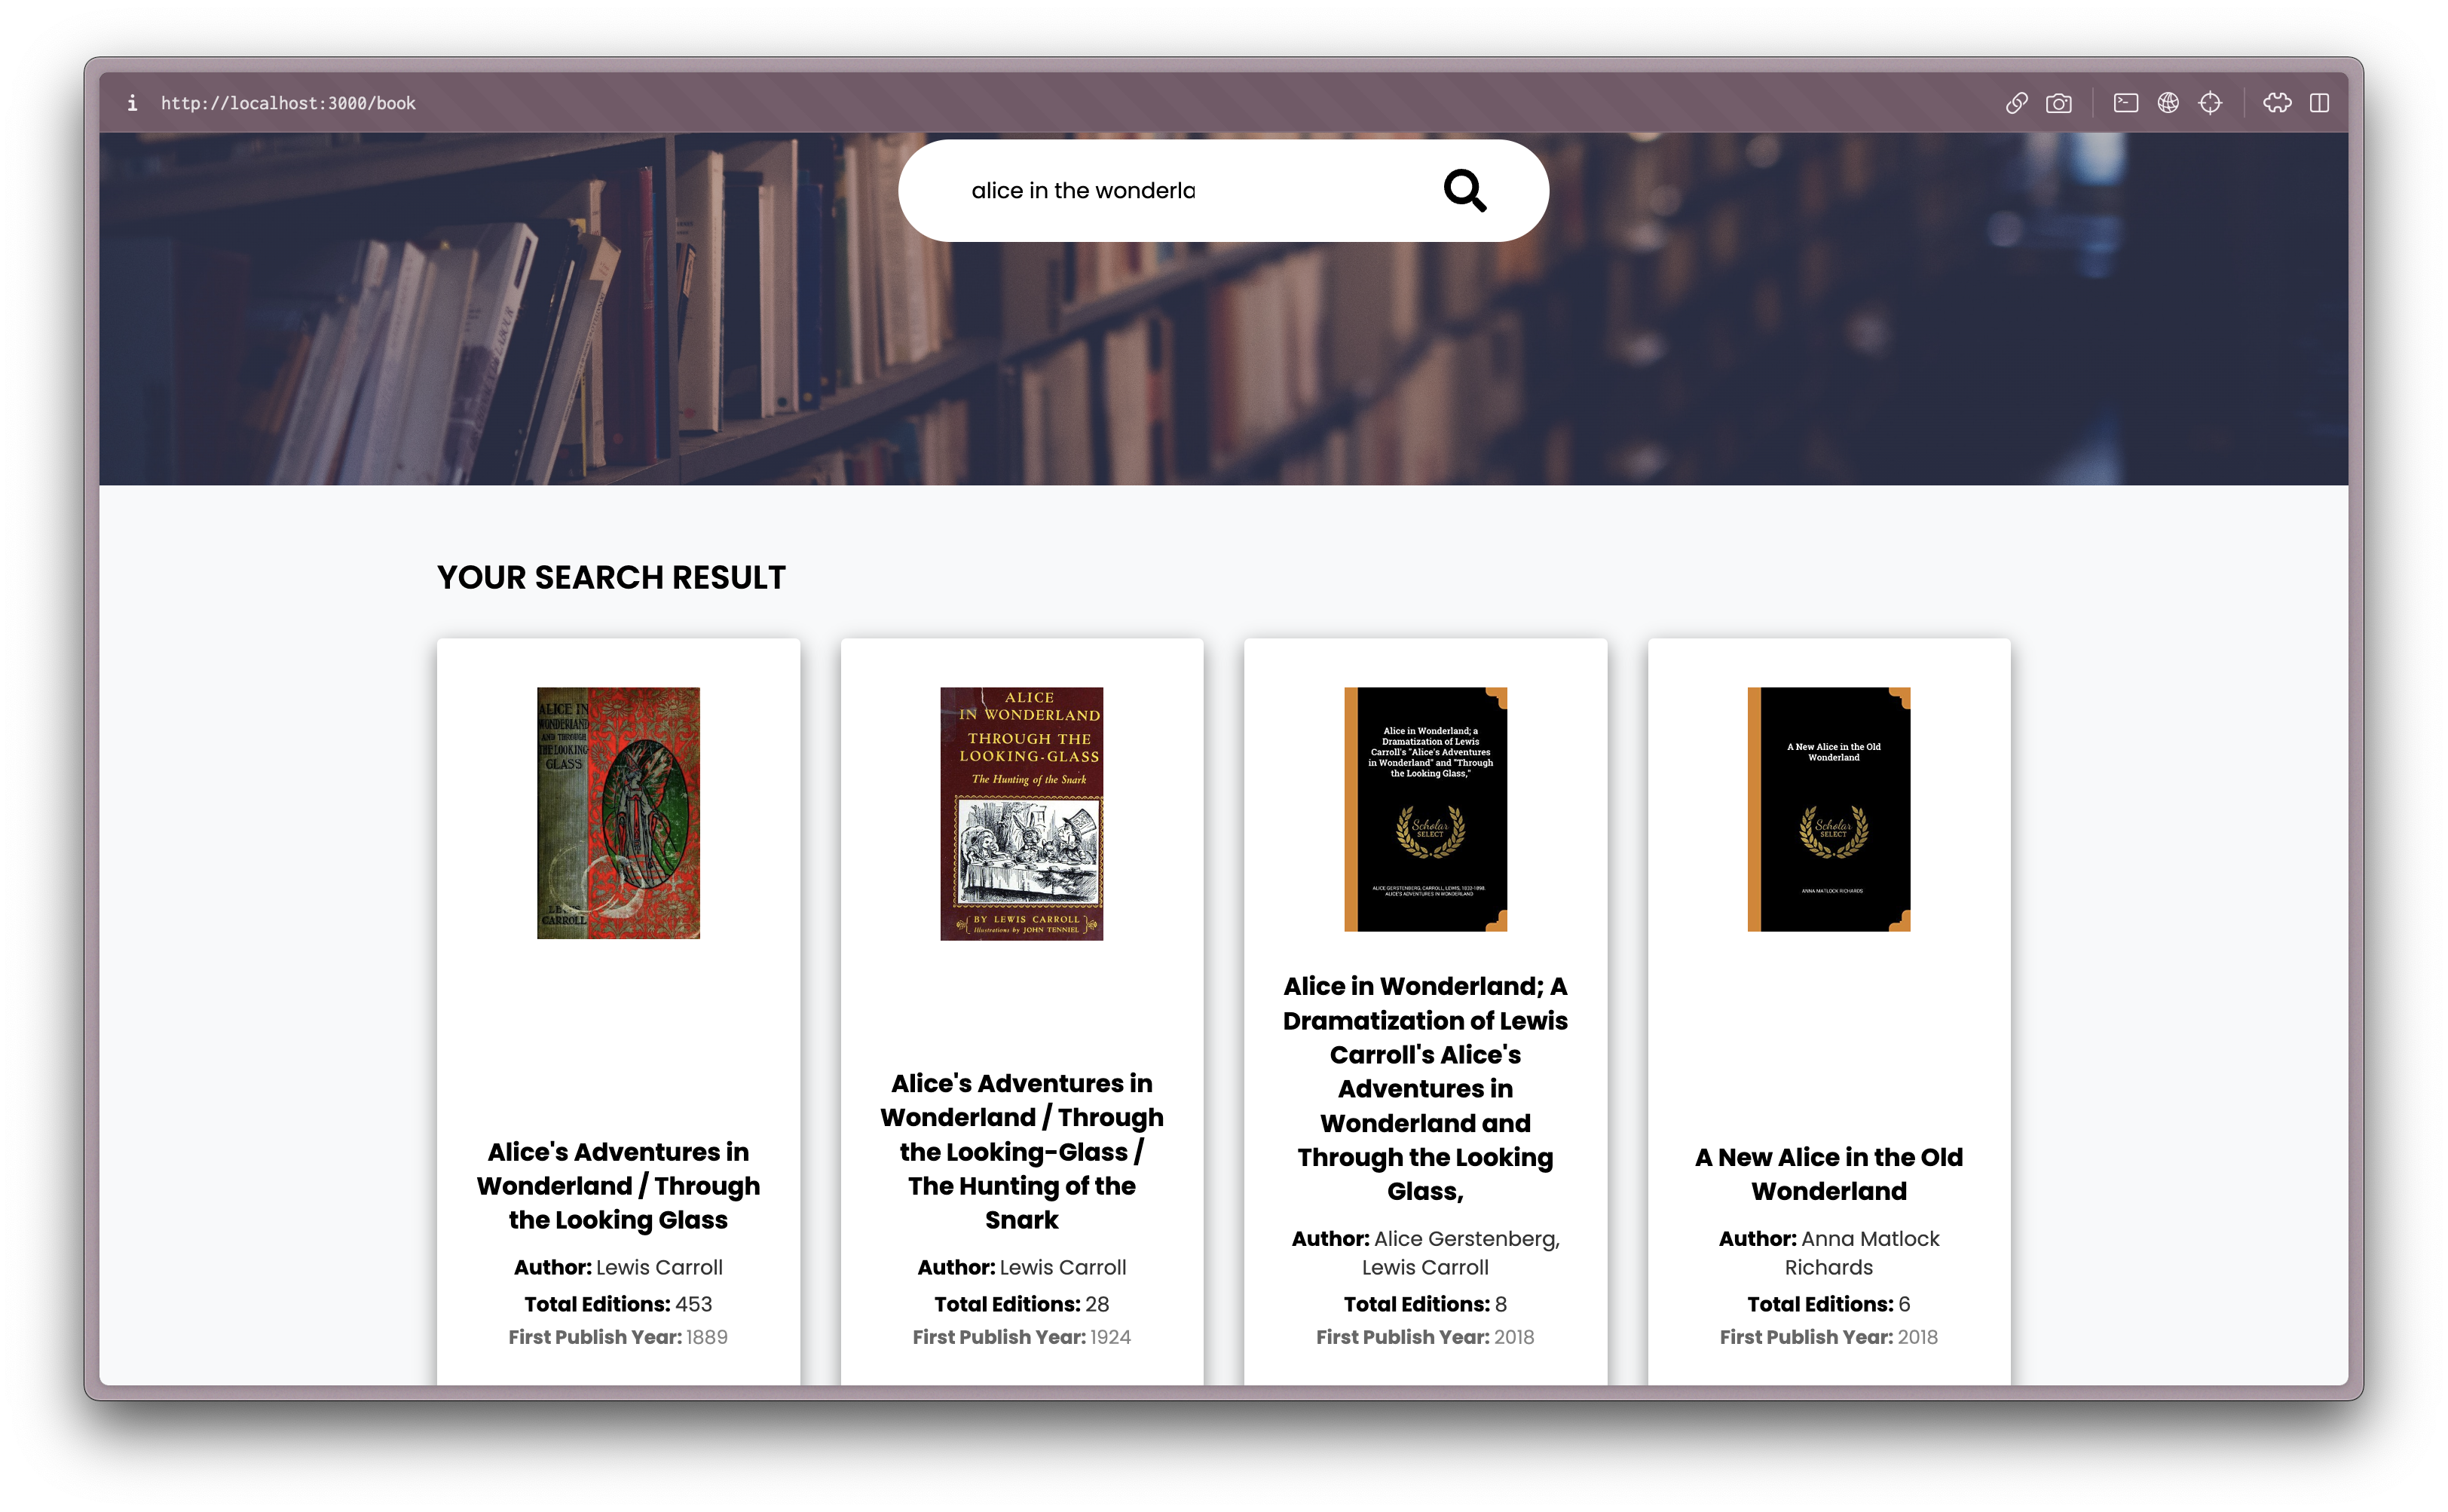 http://localhost:3000/book
alice in the wonderla
YOUR SEARCH RESULT
ALICE IN
WONDERLAND
AND THROUGH
THE LOOKING-
GLASS
LEWIS
CARROLL
Alice's Adventures in
Wonderland / Through
the Looking Glass
Author: Lewis Carroll
Total Editions: 453
First Publish Year: 1889
ALICE
IN WONDERLAND
THROUGH THE
LOOKING-GLASS
The Hunting of the Snark
BY LEWIS CARROLL
Illustrations by JOHN TENNIEL
Alice's Adventures in
Wonderland / Through
the Looking-Glass /
The Hunting of the
Snark
Author: Lewis Carroll
Total Editions: 28
First Publish Year: 1924
Alice in Wonderland; a
Dramatization of Lewis
Carroll's "Alice's Adventures
in Wonderland" and "Through
the Looking Glass,"
Scholar
SELECT
ALICE GERSTENBERG, CARROLL, LEWIS, 1832-1898.
ALICE'S ADVENTURES IN WONDERLAND
Alice in Wonderland; A
Dramatization of Lewis
Carroll's Alice's
Adventures in
Wonderland and
Through the Looking
Glass,
Author: Alice Gerstenberg,
Lewis Carroll
Total Editions: 8
First Publish Year: 2018
A New Alice in the Old
Wonderland
Scholar
SELECT
ANNA MATLOCK RICHARDS
A New Alice in the Old
Wonderland
Author: Anna Matlock
Richards
Total Editions: 6
First Publish Year: 2018